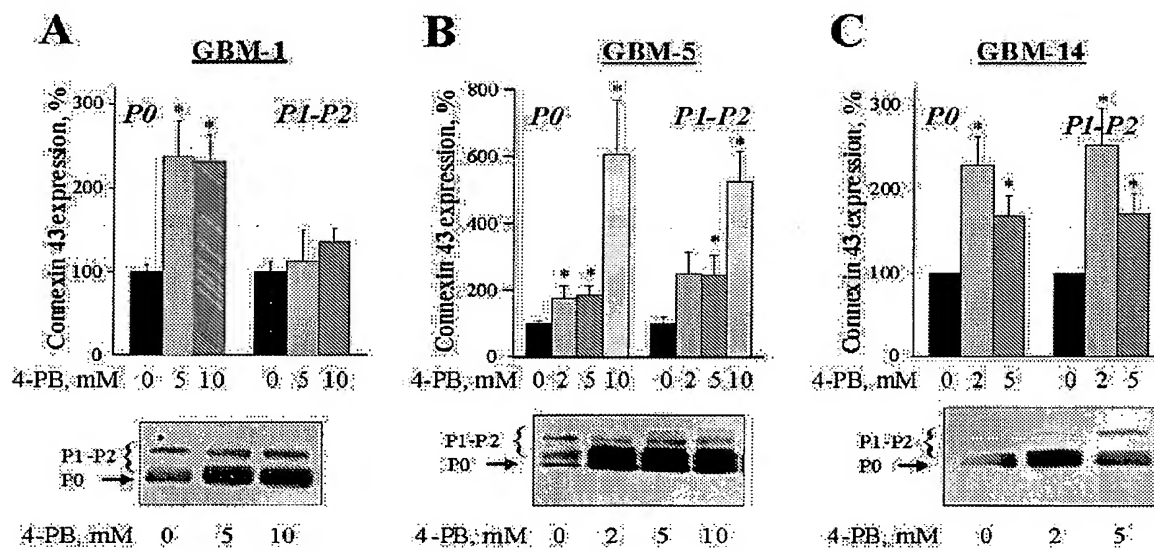 A
GBM-1
Connexin 43 expression, %
300
200
100
0
P0
P1-P2
*
*
4-PB, mM 0 5 10 0 5 10
P1-P2
P0
4-PB, mM 0 5 10
B
GBM-5
Connexin 43 expression, %
800
600
400
200
0
P0
P1-P2
*
*
*
*
*
4-PB, mM 0 2 5 10 0 2 5 10
P1-P2
P0
4-PB, mM 0 2 5 10
C
GBM-14
Connexin 43 expression, %
300
200
100
0
P0
P1-P2
*
*
*
*
4-PB, mM 0 2 5 0 2 5
P1-P2
P0
4-PB, mM 0 2 5